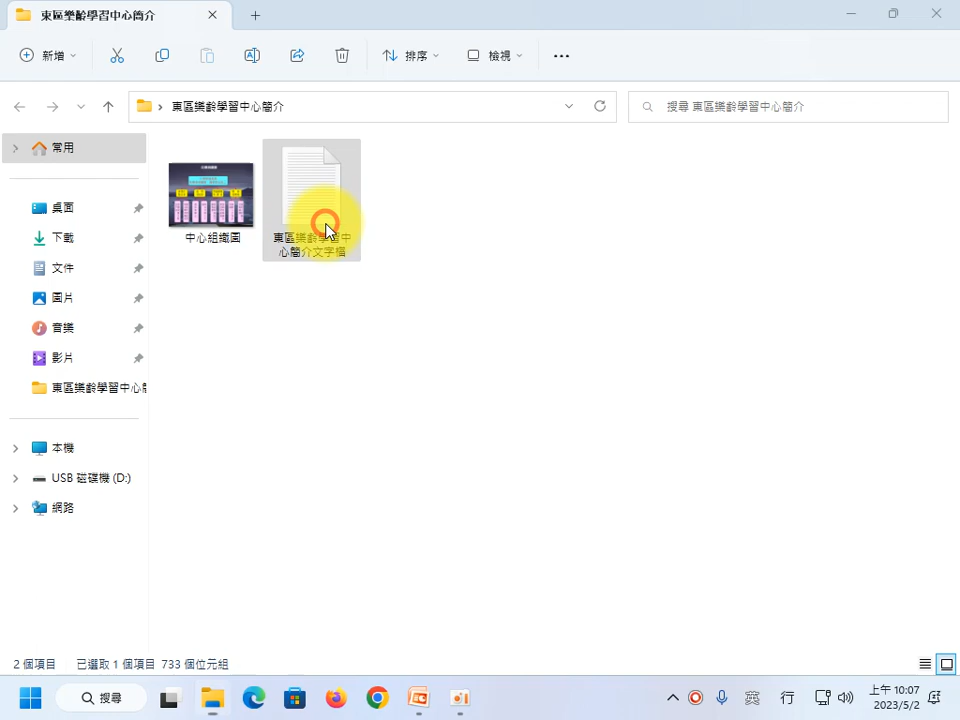 東區樂齡學習中心簡介
新增
排序
檢視
東區樂齡學習中心簡介
搜尋 東區樂齡學習中心簡介
常用
桌面
下載
文件
圖片
音樂
影片
東區樂齡學習中心簡
本機
USB 磁碟機 (D:)
網路
中心組織圖
東區樂齡學習中
心簡介文字檔
2 個項目
已選取 1 個項目 733 個位元組
搜尋
英
行
上午 10:07
2023/5/2